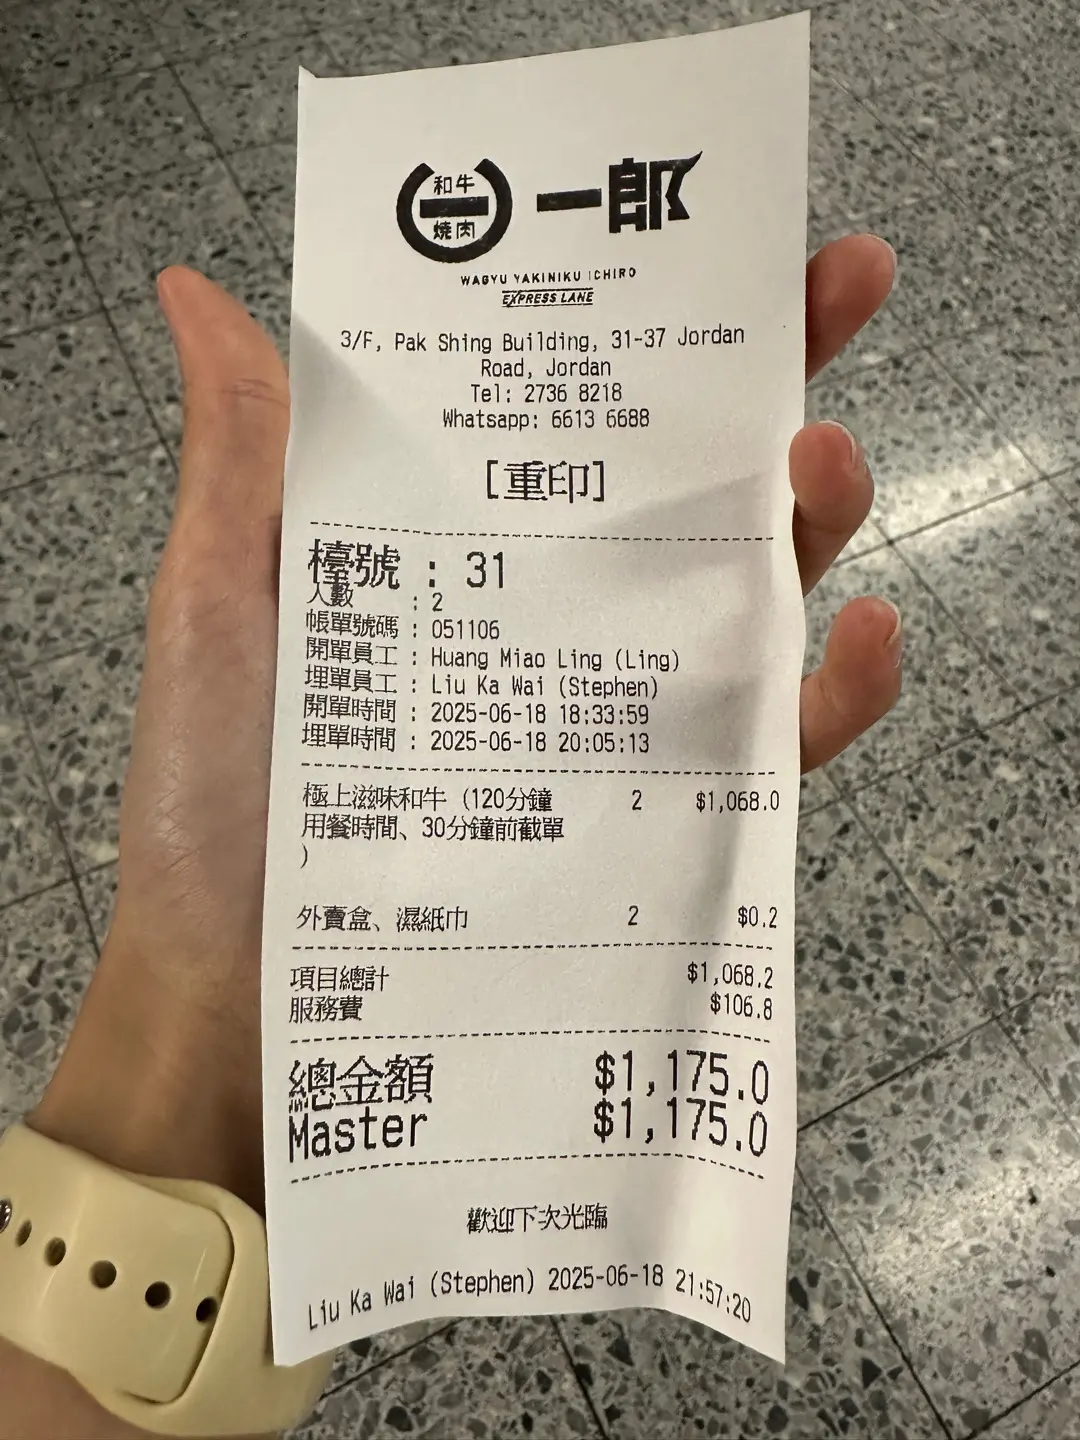 和牛
燒肉
一郎
WAGYU YAKINIKU ICHIRO
EXPRESS LANE
3/F, Pak Shing Building, 31-37 Jordan
Road, Jordan
Tel: 2736 8218
Whatsapp: 6613 6688
[重印]
檯號 : 31
人數 : 2
帳單號碼 : 051106
開單員工 : Huang Miao Ling (Ling)
埋單員工 : Liu Ka Wai (Stephen)
開單時間 : 2025-06-18 18:33:59
埋單時間 : 2025-06-18 20:05:13
極上滋味和牛 (120分鐘 2 $1,068.0
用餐時間、30分鐘前截單
)
外賣盒、濕紙巾 2 $0.2
項目總計 $1,068.2
服務費 $106.8
總金額 $1,175.0
Master $1,175.0
歡迎下次光臨
Liu Ka Wai (Stephen) 2025-06-18 21:57:20